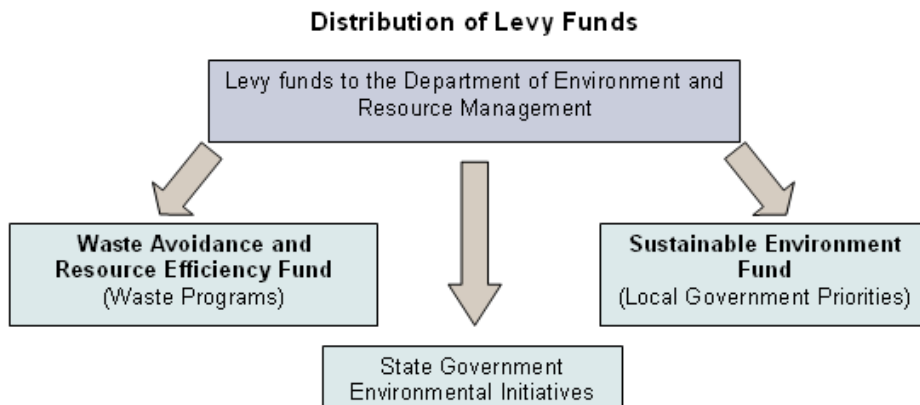 Distribution of Levy Funds
Levy funds to the Department of Environment and
Resource Management
Waste Avoidance and
Resource Efficiency Fund
(Waste Programs)
Sustainable Environment
Fund
(Local Government Priorities)
State Government
Environmental Initiatives